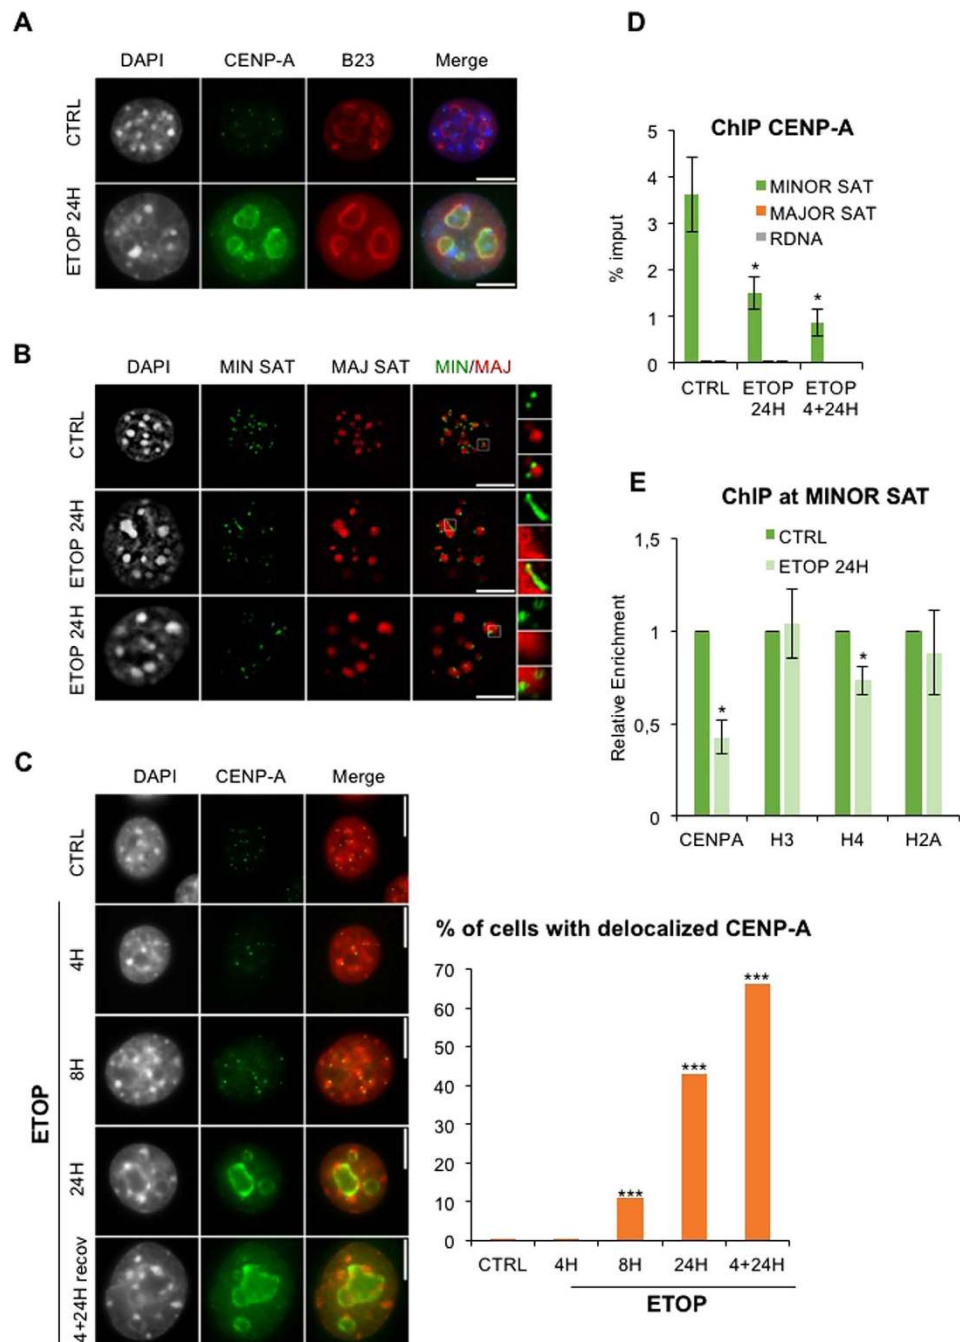 A
DAPI CENP-A B23 Merge
CTRL
ETOP 24H
B
DAPI MIN SAT MAJ SAT MIN/MAJ
CTRL
ETOP 24H
ETOP 24H
C
DAPI CENP-A Merge
CTRL
4H
8H
24H
4+24H recov
ETOP
D
ChIP CENP-A
5
4
3
2
1
0
% imput
MINOR SAT
MAJOR SAT
RDNA
*
*
CTRL ETOP ETOP
24H 4+24H
E
ChIP at MINOR SAT
CTRL
ETOP 24H
1,5
1
0,5
0
Relative Enrichment
*
*
CENPA H3 H4 H2A
% of cells with delocalized CENP-A
70
60
50
40
30
20
10
0
***
***
***
CTRL 4H 8H 24H 4+24H
ETOP